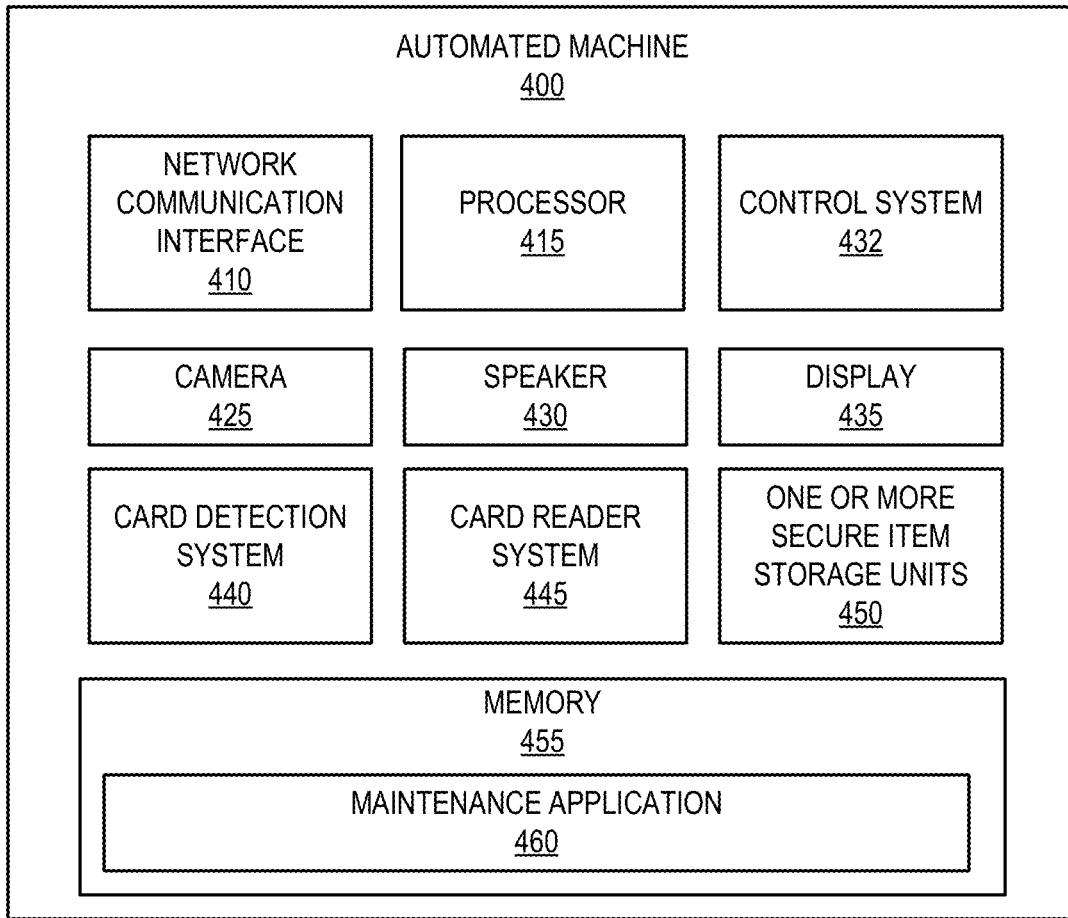 AUTOMATED MACHINE
400
NETWORK
COMMUNICATION
INTERFACE
410
PROCESSOR
415
CONTROL SYSTEM
432
CAMERA
425
SPEAKER
430
DISPLAY
435
CARD DETECTION
SYSTEM
440
CARD READER
SYSTEM
445
ONE OR MORE
SECURE ITEM
STORAGE UNITS
450
MEMORY
455
MAINTENANCE APPLICATION
460